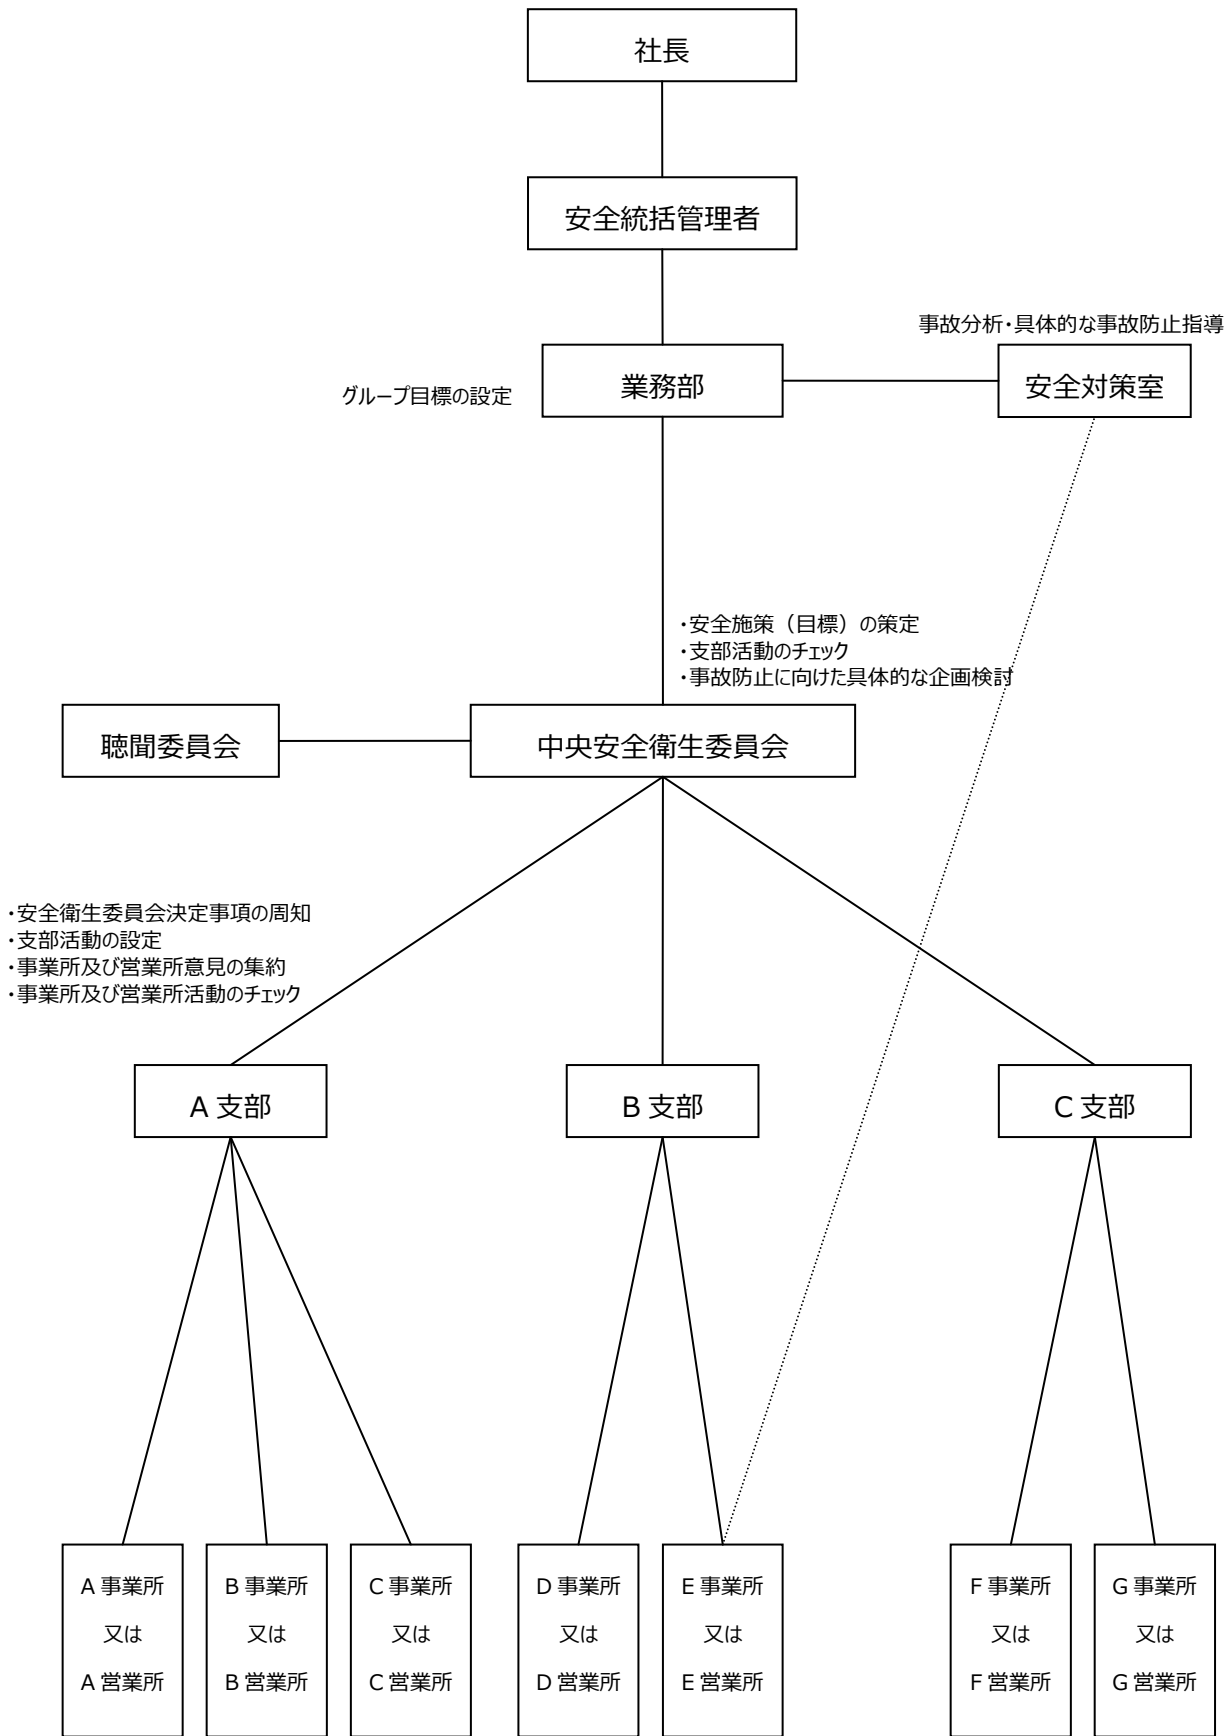 社長
安全統括管理者
事故分析・具体的な事故防止指導
グループ目標の設定
業務部
安全対策室
・安全施策（目標）の策定
・支部活動のチェック
・事故防止に向けた具体的な企画検討
聴聞委員会
中央安全衛生委員会
・安全衛生委員会決定事項の周知
・支部活動の設定
・事業所及び営業所意見の集約
・事業所及び営業所活動のチェック
A 支部
B 支部
C 支部
A 事業所
又は
A 営業所
B 事業所
又は
B 営業所
C 事業所
又は
C 営業所
D 事業所
又は
D 営業所
E 事業所
又は
E 営業所
F 事業所
又は
F 営業所
G 事業所
又は
G 営業所